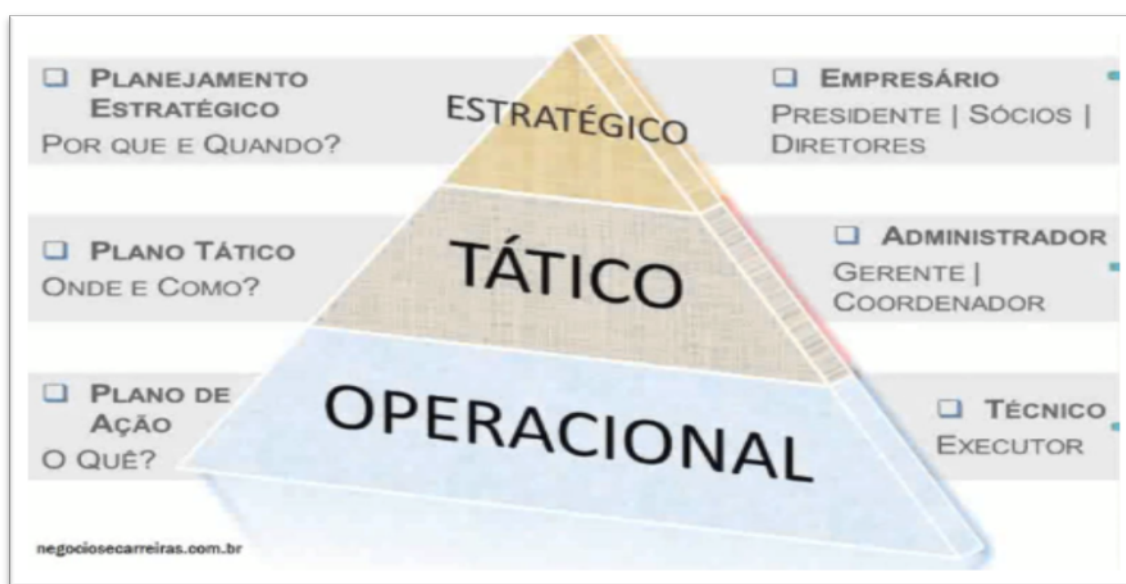 PLANEJAMENTO
ESTRATÉGICO
POR QUE E QUANDO?
ESTRATÉGICO
EMPRESÁRIO
PRESIDENTE | SÓCIOS |
DIRETORES
PLANO TÁTICO
ONDE E COMO?
TÁTICO
ADMINISTRADOR
GERENTE |
COORDENADOR
PLANO DE
AÇÃO
O QUÊ?
OPERACIONAL
TÉCNICO
EXECUTOR
negociosecarreiras.com.br